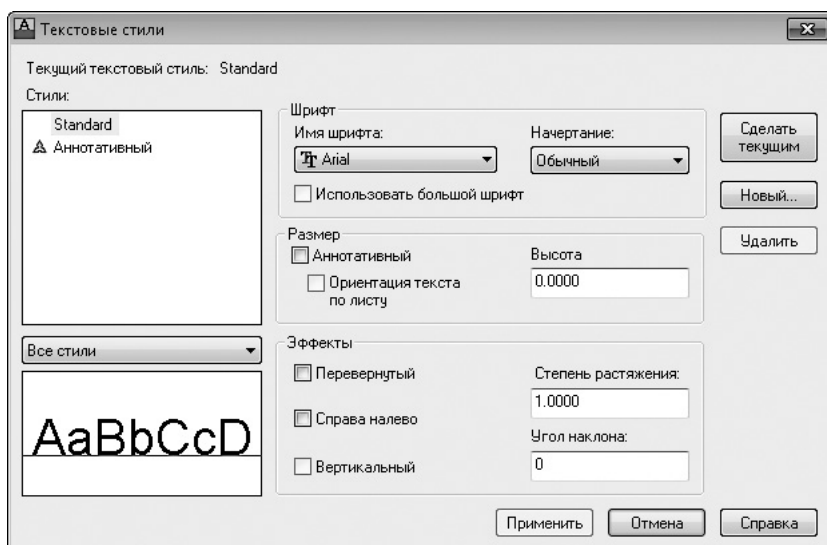 Текстовые стили
Текущий текстовый стиль: Standard
Стили:
Standard
Аннотативный
Все стили
AaBbCcD
Шрифт
Имя шрифта:
Arial
Начертание:
Обычный
Использовать большой шрифт
Размер
Аннотативный
Ориентация текста
по листу
Высота
0.0000
Эффекты
Перевернутый
Справа налево
Вертикальный
Степень растяжения:
1.0000
Угол наклона:
0
Сделать
текущим
Новый...
Удалить
Применить
Отмена
Справка